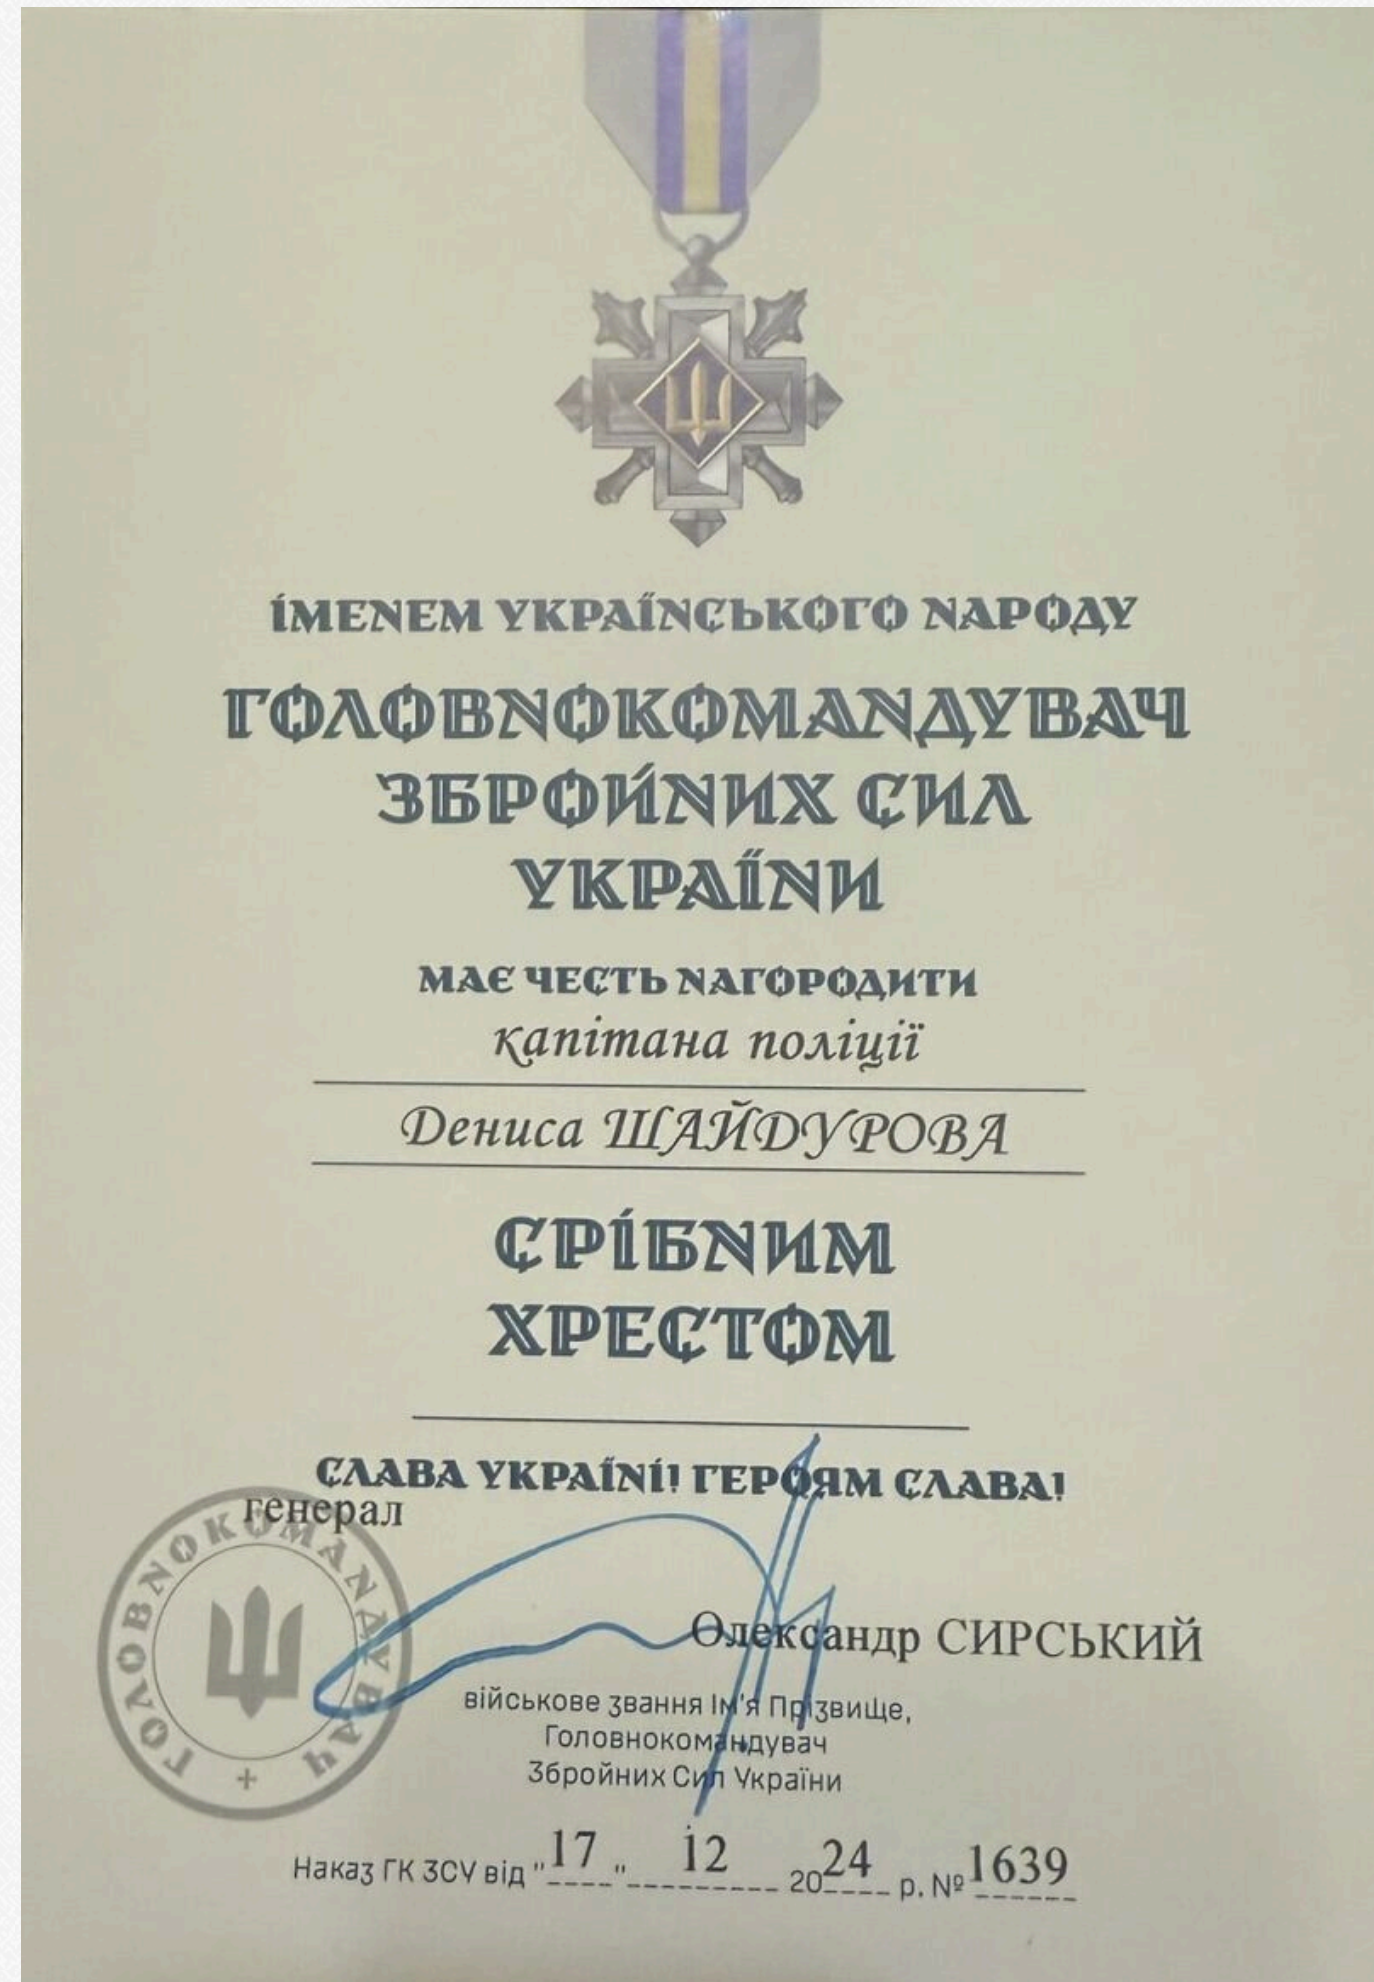 ІМЕНЕМ УКРАЇНСЬКОГО НАРОДУ
ГОЛОВНОКОМАНДУВАЧ
ЗБРОЙНИХ СИЛ
УКРАЇНИ
МАЄ ЧЕСТЬ НАГОРОДИТИ
капітана поліції
Дениса ШАЙДУРОВА
СРІБНИМ
ХРЕСТОМ
СЛАВА УКРАЇНІ! ГЕРОЯМ СЛАВА!
генерал
ГОЛОВНОКОМАНДУВАЧ
Олександр СИРСЬКИЙ
військове звання Ім'я Прізвище,
Головнокомандувач
Збройних Сил України
Наказ ГК ЗСУ від "17" 12 2024 р. № 1639